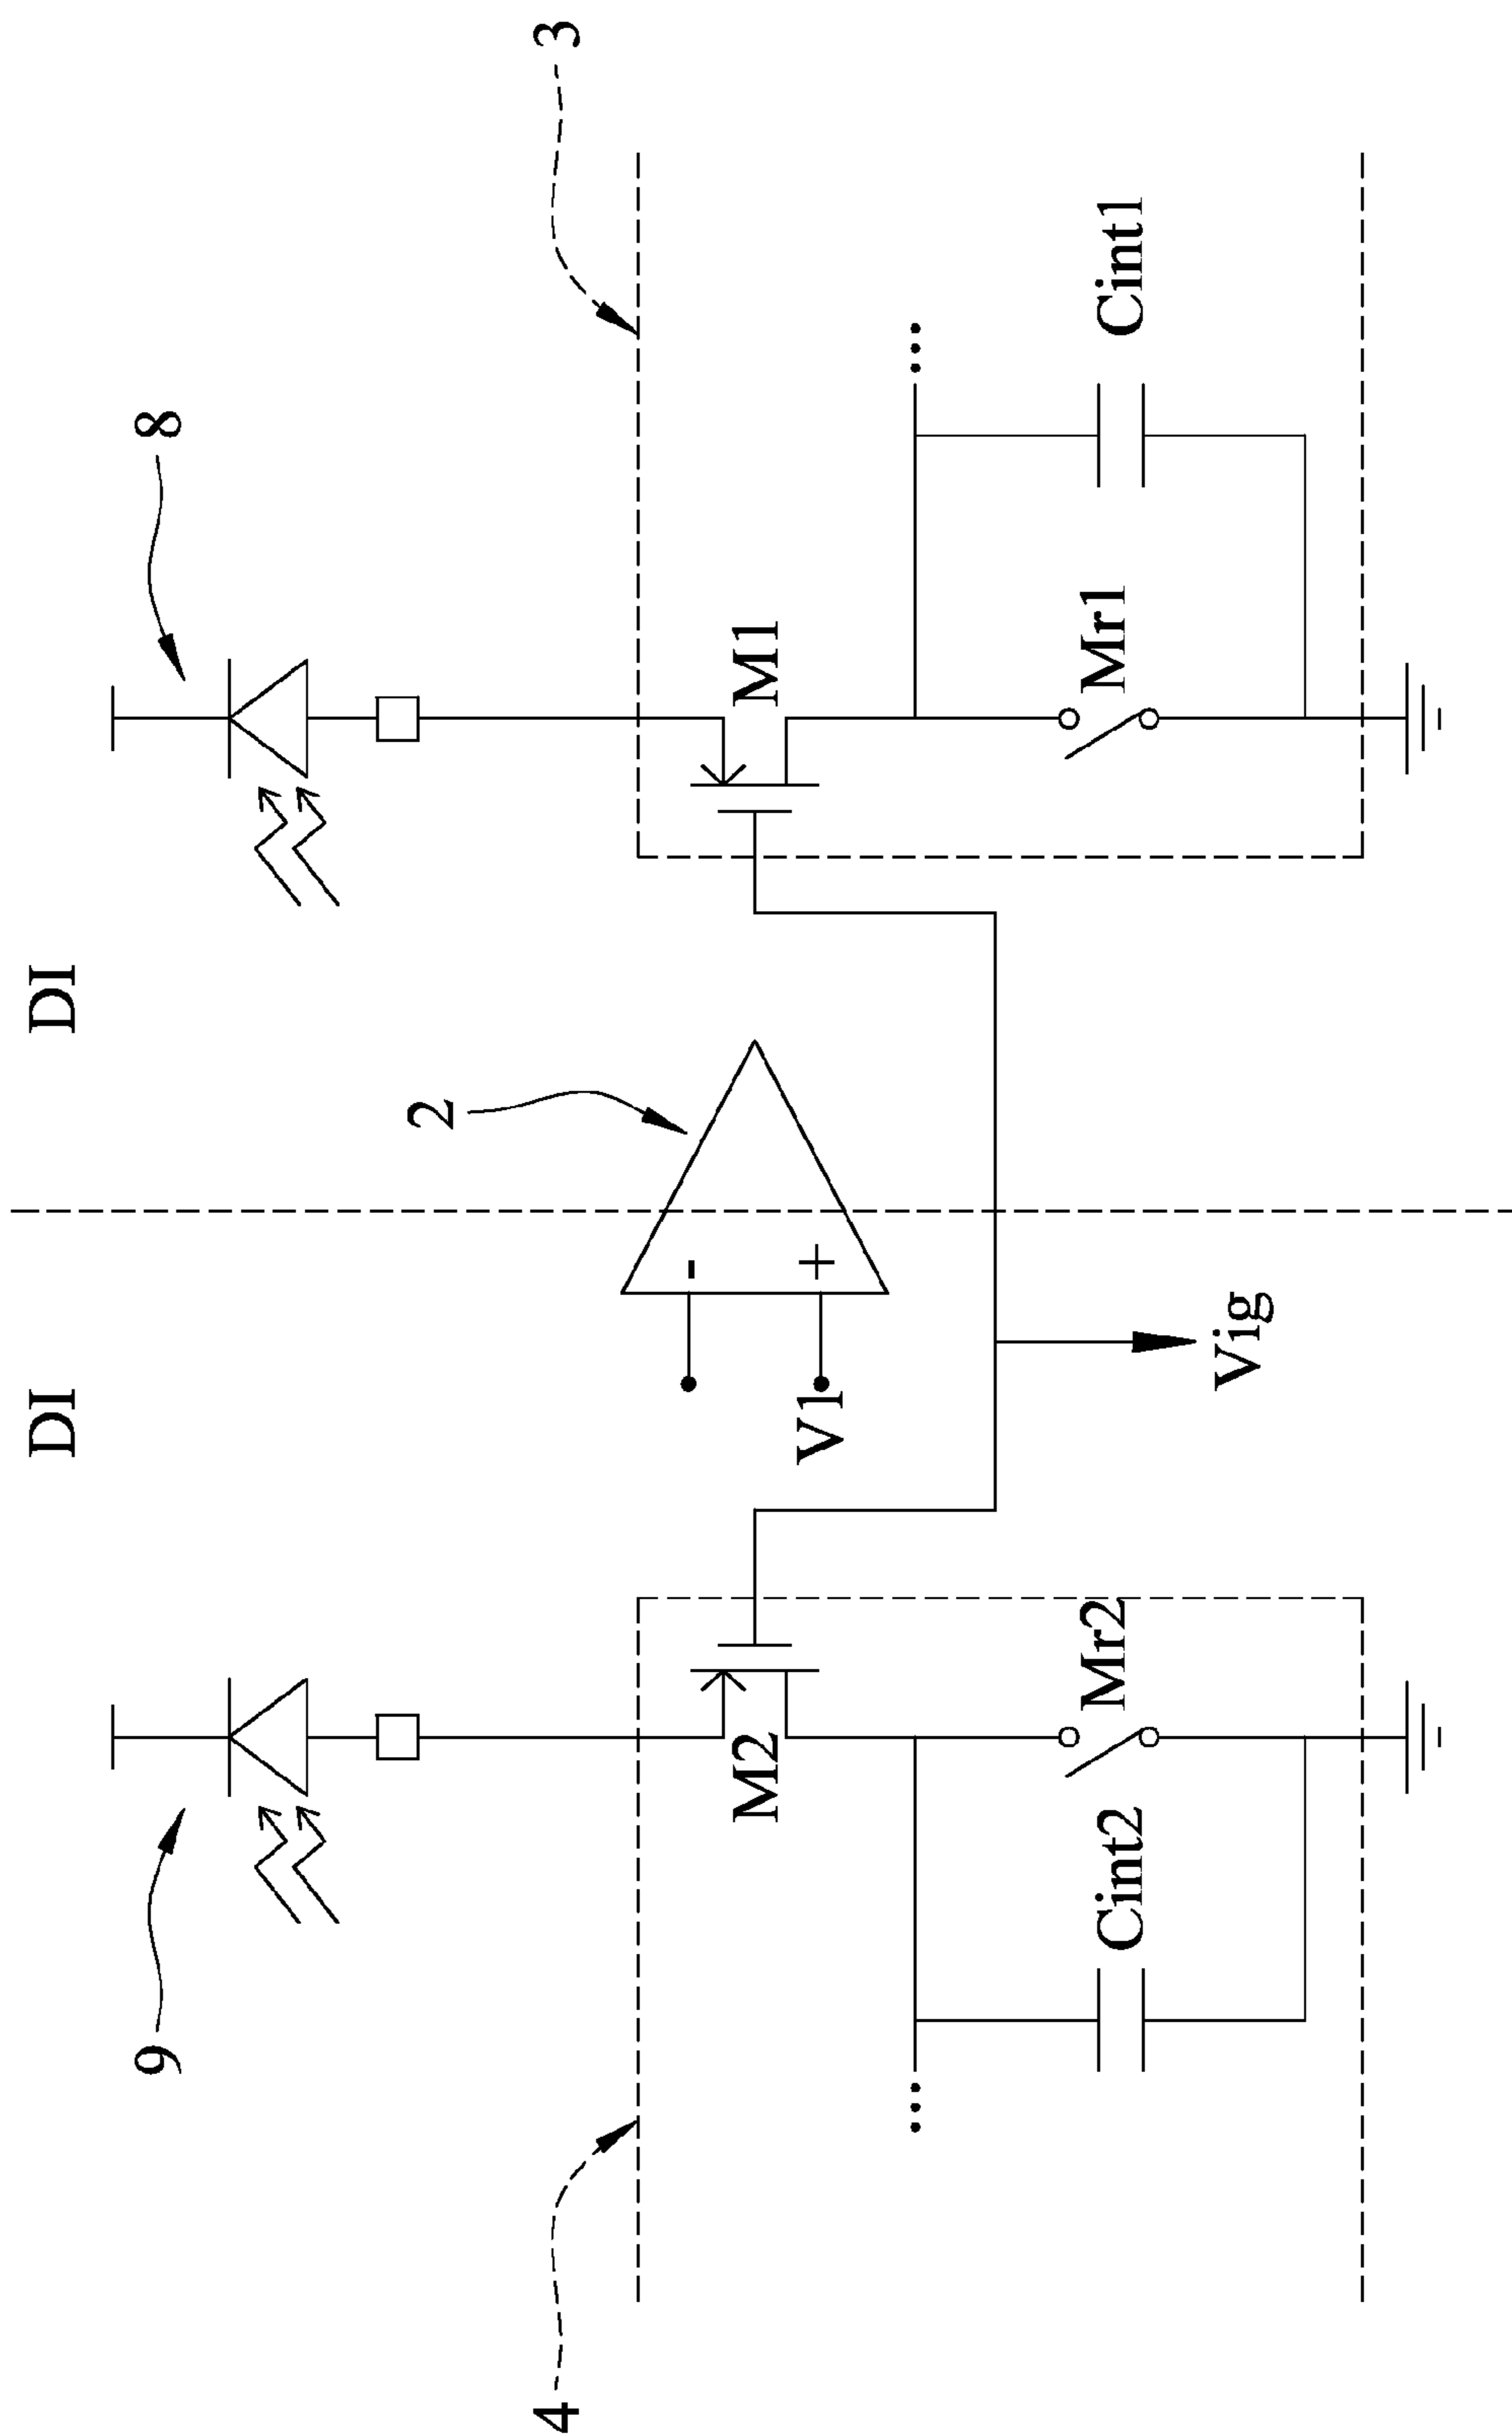 DI DI
9 8
2
4 3
-
M2 M1
V1 +
... ...
Cint2 Mr2 Mr1 Cint1
Vig